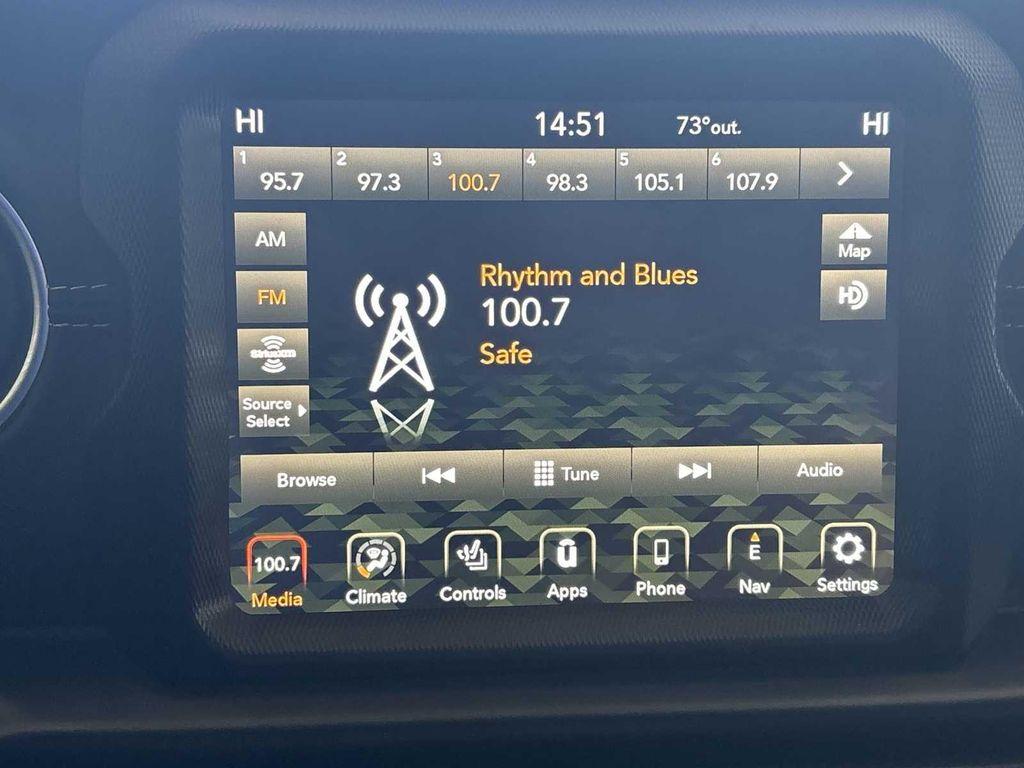 HI 14:51 73°out. HI
1 2 3 4 5 6
95.7 97.3 100.7 98.3 105.1 107.9
AM
FM
SiriusXM
Source
Select
Rhythm and Blues
100.7
Safe
Map
HD
Browse Tune Audio
100.7 U E
Media Climate Controls Apps Phone Nav Settings